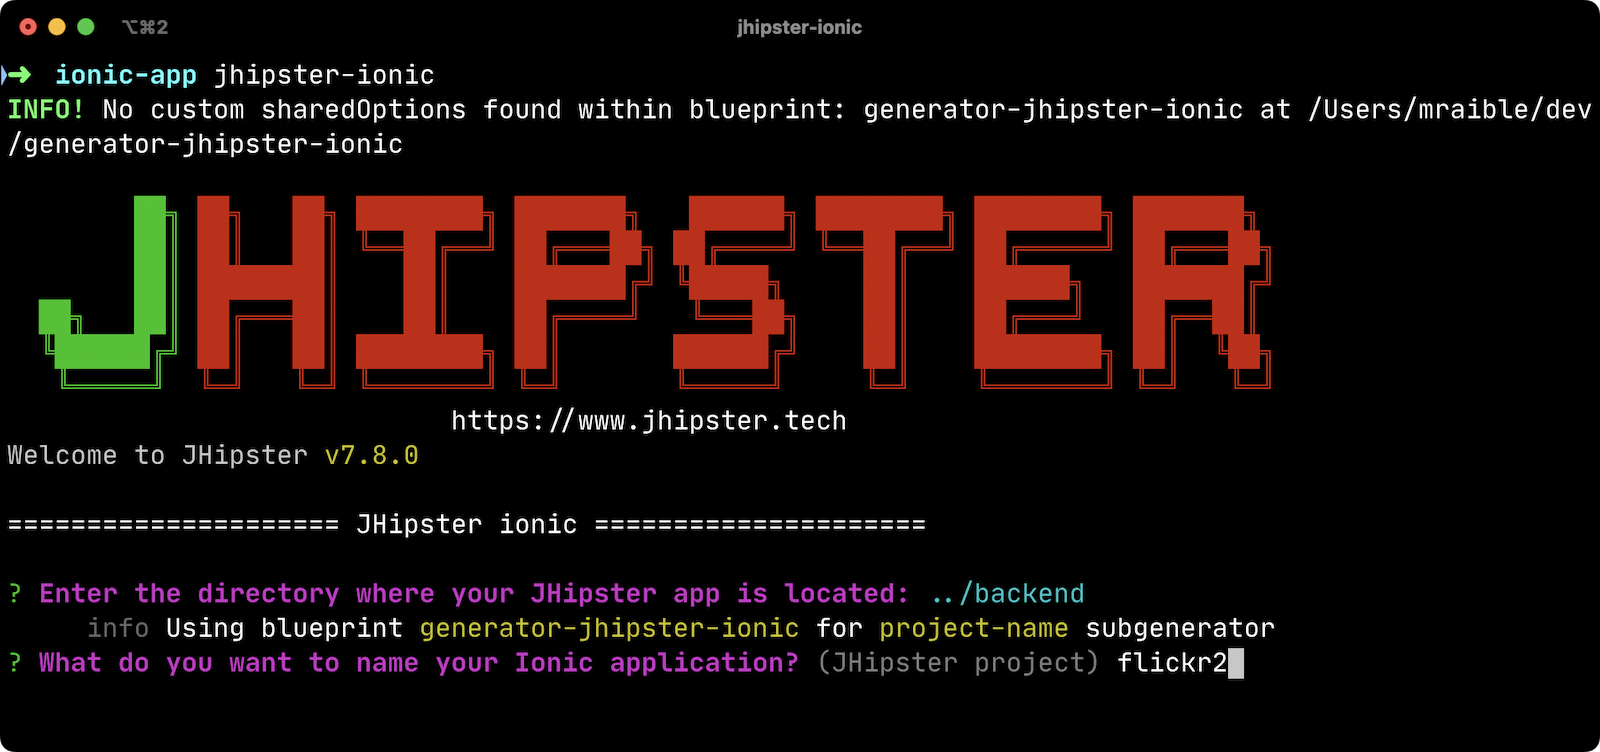 ⌥⌘2 jhipster-ionic
➜ ionic-app jhipster-ionic
INFO! No custom sharedOptions found within blueprint: generator-jhipster-ionic at /Users/mraible/dev
/generator-jhipster-ionic
JHIPSTER
https://www.jhipster.tech
Welcome to JHipster v7.8.0
===================== JHipster ionic =====================
? Enter the directory where your JHipster app is located: ../backend
info Using blueprint generator-jhipster-ionic for project-name subgenerator
? What do you want to name your Ionic application? (JHipster project) flickr2